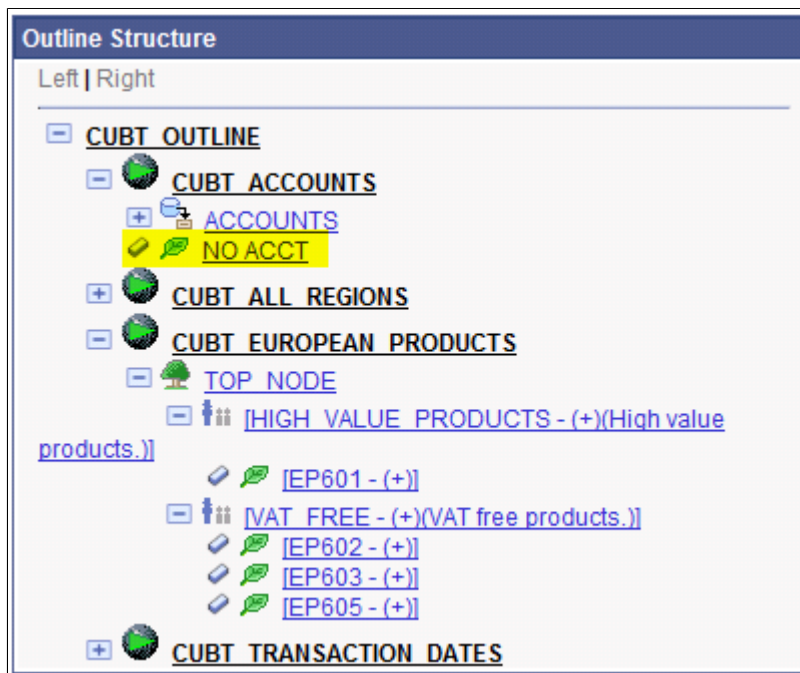 Outline Structure
Left | Right
CUBT_OUTLINE
CUBT_ACCOUNTS
ACCOUNTS
NO ACCT
CUBT_ALL_REGIONS
CUBT_EUROPEAN_PRODUCTS
TOP_NODE
[HIGH_VALUE_PRODUCTS - (+)(High value
products.)]
[EP601 - (+)]
[VAT_FREE - (+)(VAT free products.)]
[EP602 - (+)]
[EP603 - (+)]
[EP605 - (+)]
CUBT_TRANSACTION_DATES